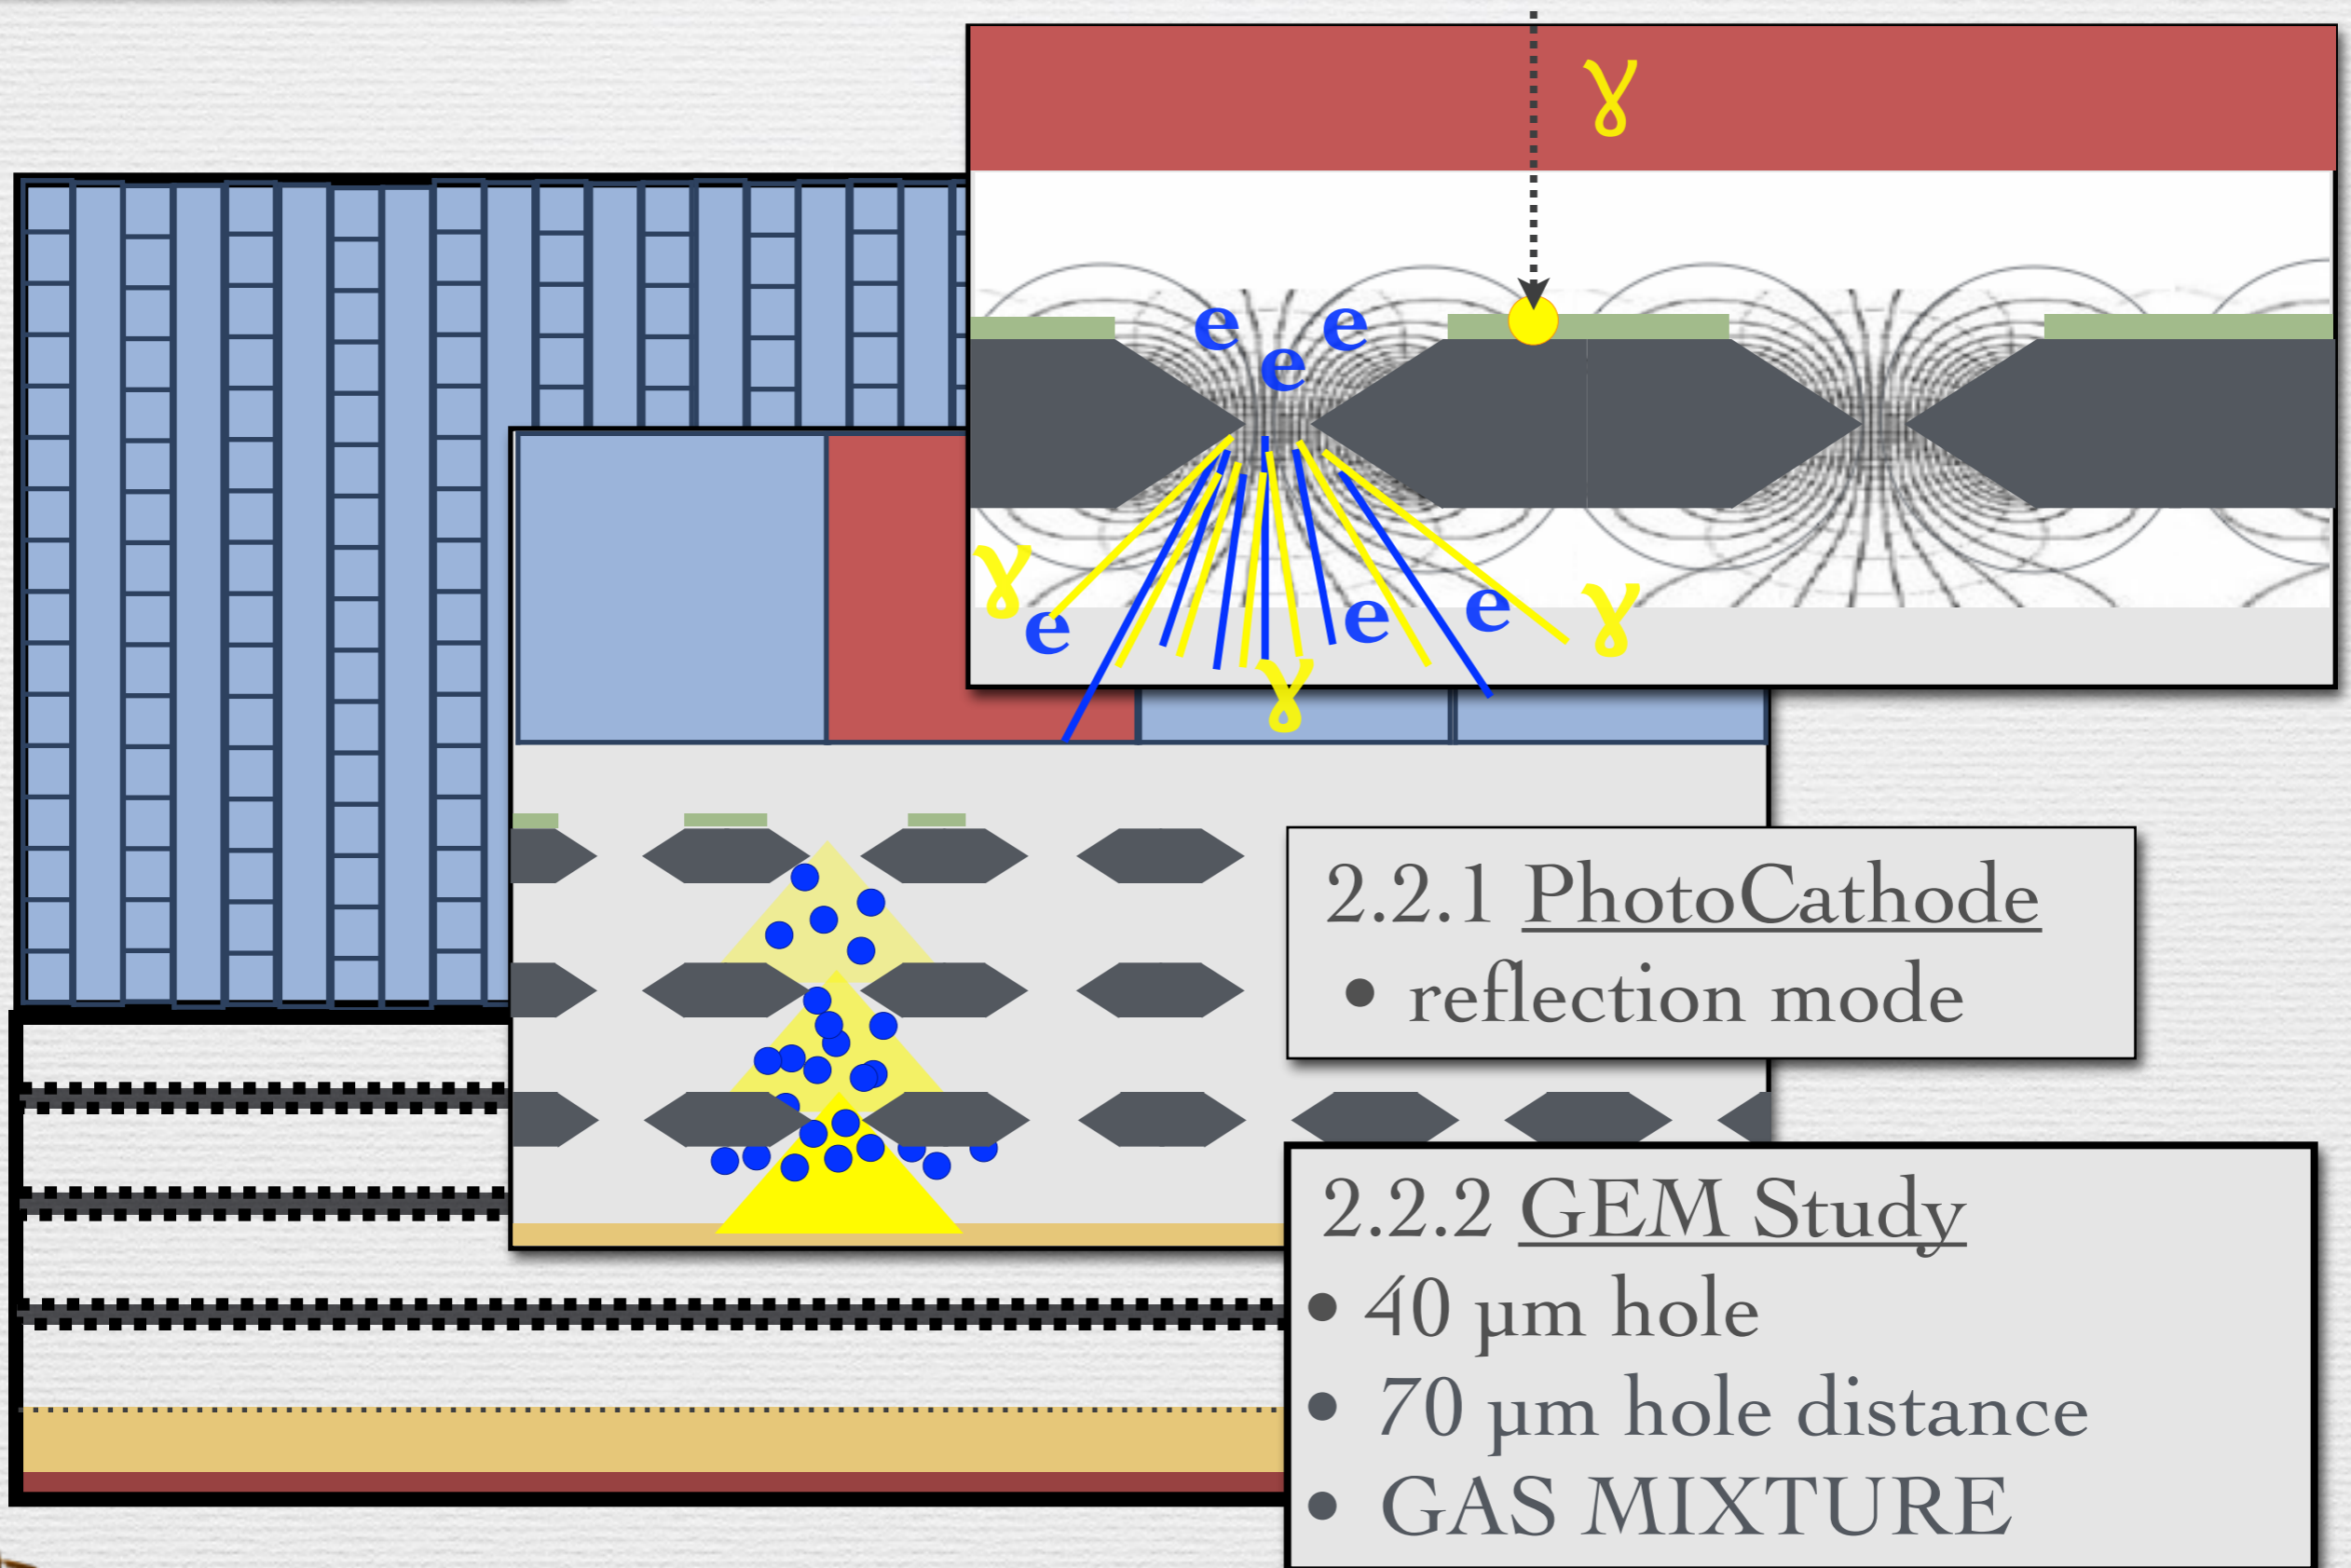 γ
e e
e
γ
e e e γ
γ
2.2.1 PhotoCathode
• reflection mode
2.2.2 GEM Study
• 40 µm hole
• 70 µm hole distance
• GAS MIXTURE